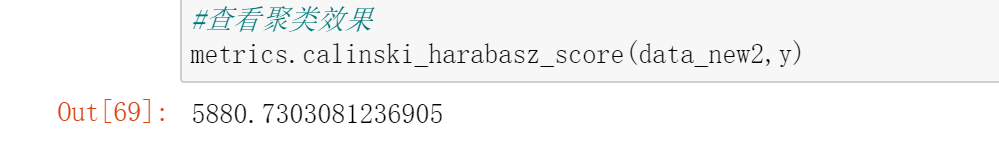 #查看聚类效果
metrics.calinski_harabasz_score(data_new2,y)
Out[69]: 5880.7303081236905